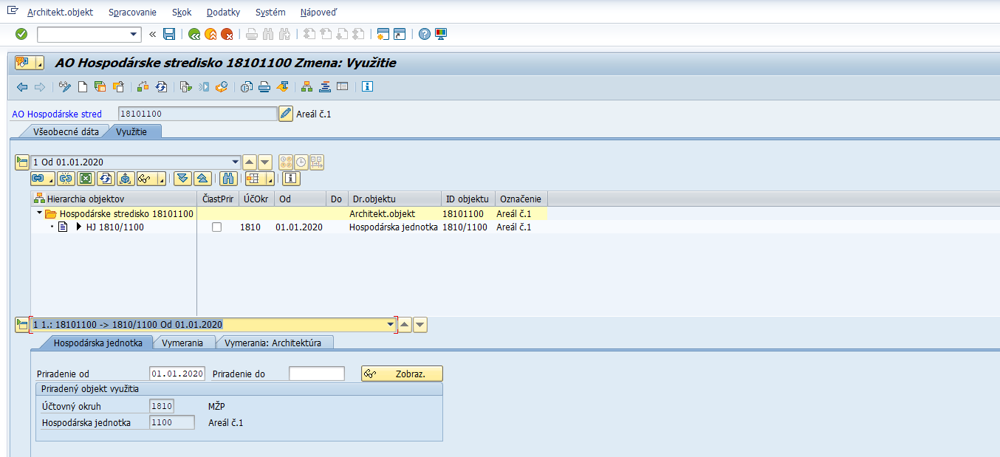 Architekt.objekt Spracovanie Skok Dodatky Systém Nápoveď
AO Hospodárske stredisko 18101100 Zmena: Využitie
AO Hospodárske stred 18101100 Areál č.1
Všeobecné dáta Využitie
1 Od 01.01.2020
Hierarchia objektov ČiastPrir ÚčOkr Od Do Dr.objektu ID objektu Označenie
Hospodárske stredisko 18101100 Architekt.objekt 18101100 Areál č.1
HJ 1810/1100 1810 01.01.2020 Hospodárska jednotka 1810/1100 Areál č.1
1 1.: 18101100 -> 1810/1100 Od 01.01.2020
Hospodárska jednotka Vymerania Vymerania: Architektúra
Priradenie od 01.01.2020 Priradenie do Zobraz.
Priradený objekt využitia
Účtovný okruh 1810 MŽP
Hospodárska jednotka 1100 Areál č.1